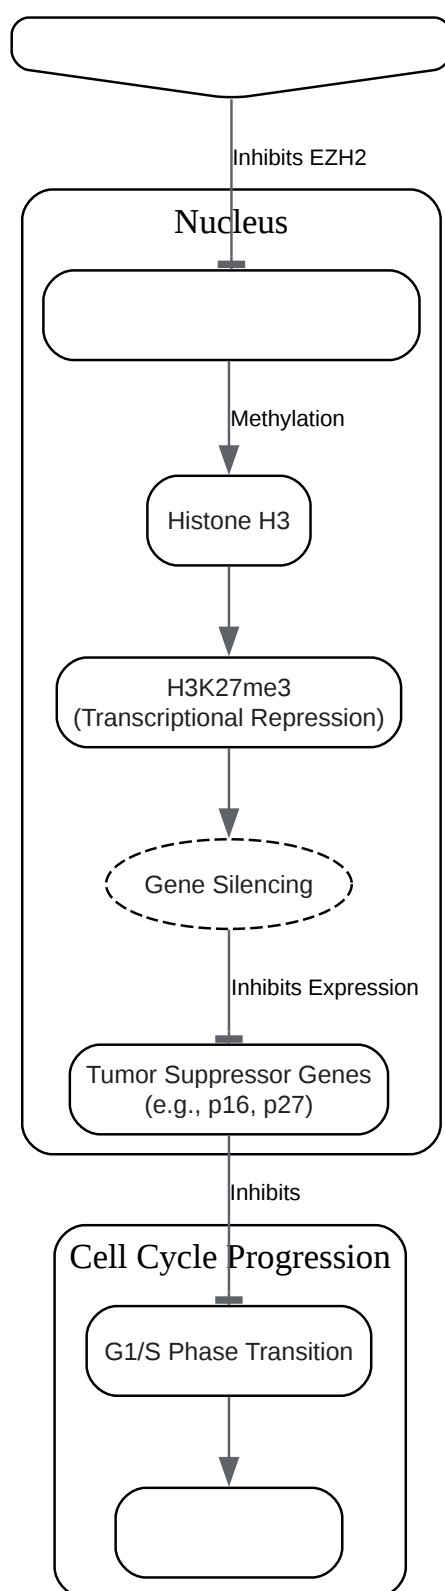 Inhibits EZH2
Nucleus
Methylation
Histone H3
H3K27me3
(Transcriptional Repression)
Gene Silencing
Inhibits Expression
Tumor Suppressor Genes
(e.g., p16, p27)
Inhibits
Cell Cycle Progression
G1/S Phase Transition